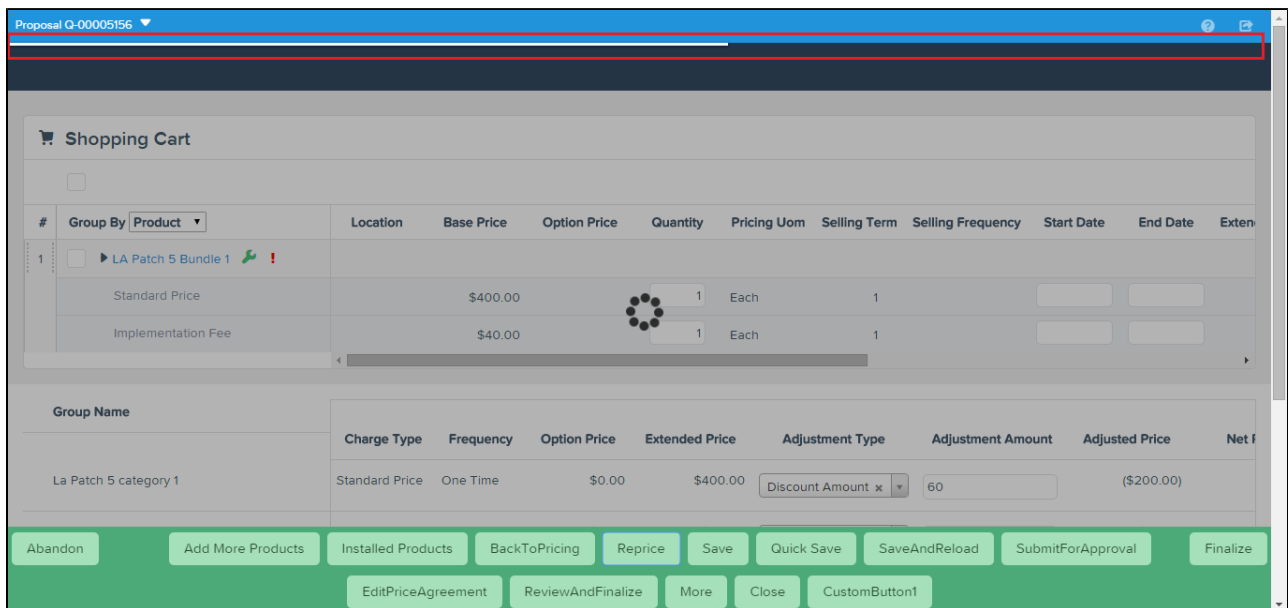 Proposal Q-00005156
Shopping Cart
# Group By Product Location Base Price Option Price Quantity Pricing Uom Selling Term Selling Frequency Start Date End Date Exten
1 LA Patch 5 Bundle 1 !
Standard Price $400.00 1 Each 1
Implementation Fee $40.00 1 Each 1
Group Name
Charge Type Frequency Option Price Extended Price Adjustment Type Adjustment Amount Adjusted Price Net
La Patch 5 category 1 Standard Price One Time $0.00 $400.00 Discount Amount x 60 ($200.00)
Abandon Add More Products Installed Products BackToPricing Reprice Save Quick Save SaveAndReload SubmitForApproval Finalize
EditPriceAgreement ReviewAndFinalize More Close CustomButton1